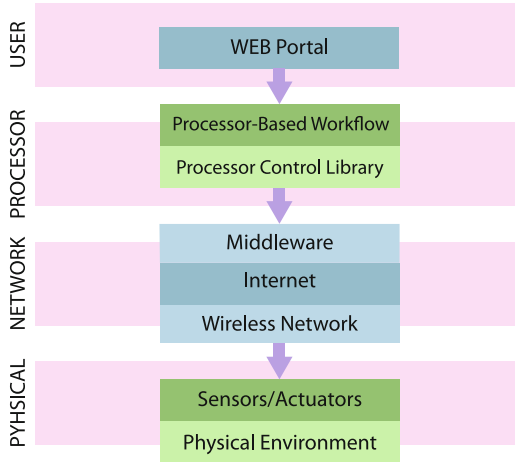 USER
WEB Portal
PROCESSOR
Processor-Based Workflow
Processor Control Library
NETWORK
Middleware
Internet
Wireless Network
PYHSICAL
Sensors/Actuators
Physical Environment